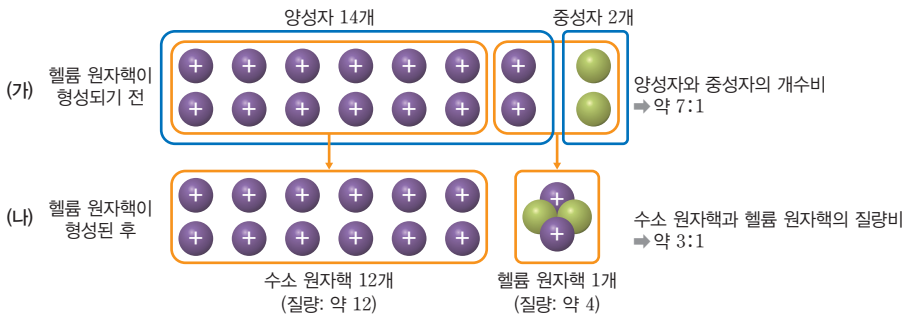 양성자 14개
중성자 2개
(가)
헬륨 원자핵이
형성되기 전
양성자와 중성자의 개수비
➡ 약 7:1
(나)
헬륨 원자핵이
형성된 후
수소 원자핵과 헬륨 원자핵의 질량비
➡ 약 3:1
수소 원자핵 12개
(질량: 약 12)
헬륨 원자핵 1개
(질량: 약 4)